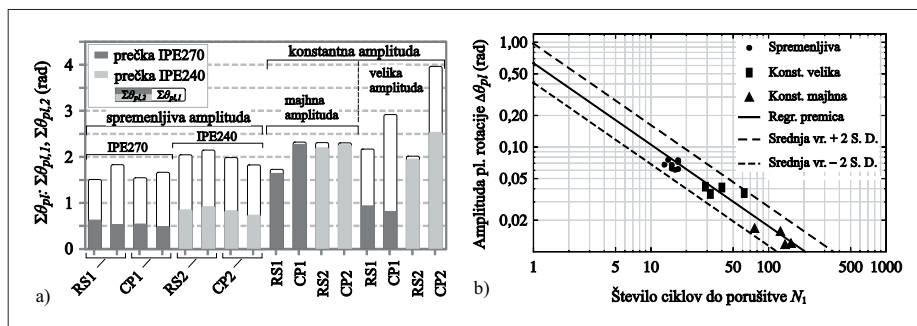 Σθpl: Σθpl,1, Σθpl,2 (rad)
4
3
2
1
0
prečka IPE270
prečka IPE240
Σθpl,2 Σθpl,1
konstantna amplituda
velika
amplituda
majhna
amplituda
spremenljiva amplituda
IPE270
IPE240
RS1
CP1
RS2
CP2
RS1
CP1
RS2
CP2
RS1
CP1
RS2
CP2
a)
Amplituda pl. rotacije Δθpl (rad)
1,00
0,50
0,20
0,10
0,05
0,02
Spremenljiva
Konst. velika
Konst. majhna
Regr. premica
Srednja vr. + 2 S. D.
Srednja vr. − 2 S. D.
1
5
10
50
100
500
1000
Število ciklov do porušitve N1
b)